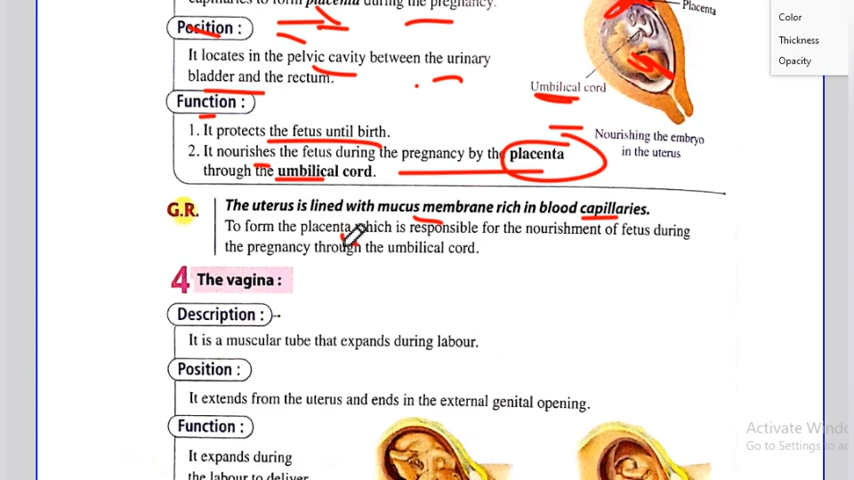 capillaries to form placenta during the pregnancy.
Placenta
Color
Thickness
Opacity
Position :
It locates in the pelvic cavity between the urinary
bladder and the rectum.
Umbilical cord
Function :
1. It protects the fetus until birth.
2. It nourishes the fetus during the pregnancy by the placenta
through the umbilical cord.
Nourishing the embryo
in the uterus
G.R.
The uterus is lined with mucus membrane rich in blood capillaries.
To form the placenta which is responsible for the nourishment of fetus during
the pregnancy through the umbilical cord.
4 The vagina :
Description :
It is a muscular tube that expands during labour.
Position :
It extends from the uterus and ends in the external genital opening.
Function :
It expands during
the labour to deliver
Activate Windo
Go to Settings to ac